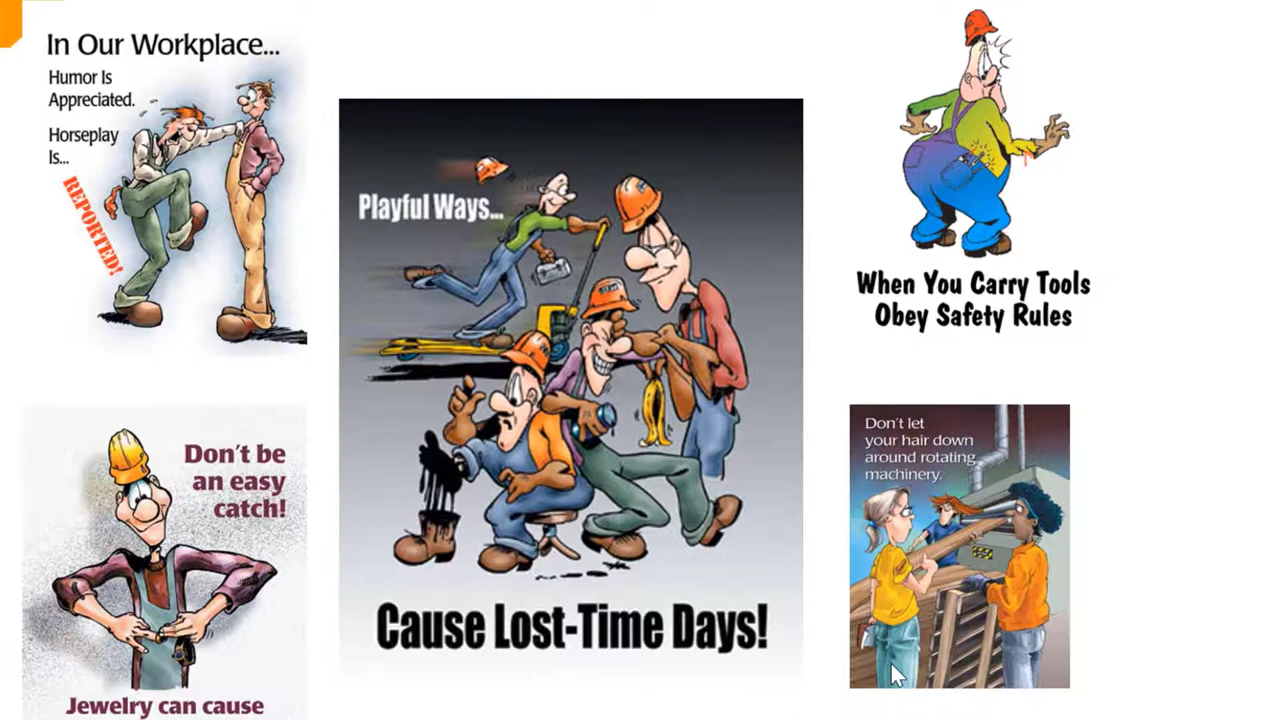 In Our Workplace...
Humor Is
Appreciated.
Horseplay
Is...
REPORTED!
Playful Ways...
Cause Lost-Time Days!
When You Carry Tools
Obey Safety Rules
Don't be
an easy
catch!
Jewelry can cause
Don't let
your hair down
around rotating
machinery.